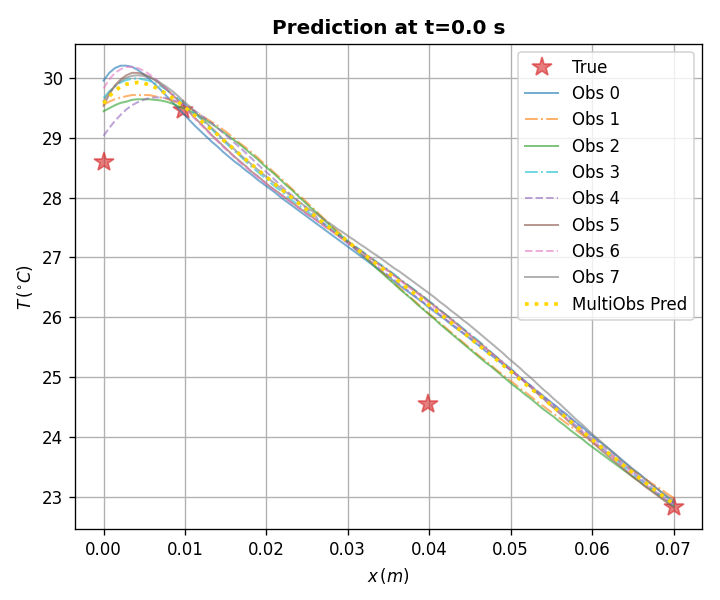 Prediction at t=0.0 s
True
Obs 0
Obs 1
Obs 2
Obs 3
Obs 4
Obs 5
Obs 6
Obs 7
MultiObs Pred
T (°C)
30
29
28
27
26
25
24
23
0.00 0.01 0.02 0.03 0.04 0.05 0.06 0.07
x (m)